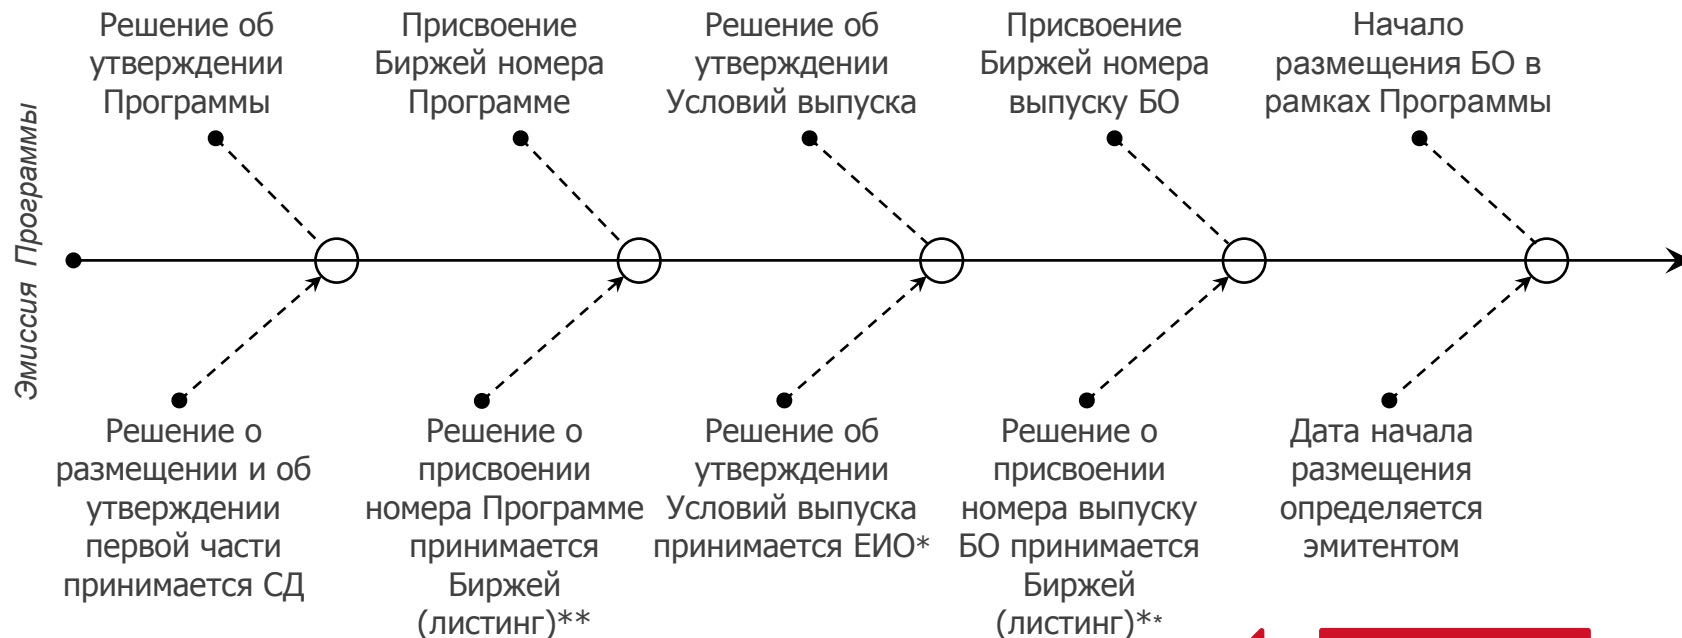 Решение об
утверждении
Программы
Присвоение
Биржей номера
Программе
Решение об
утверждении
Условий выпуска
Присвоение
Биржей номера
выпуску БО
Начало
размещения БО в
рамках Программы
Эмиссия Программы
Решение о
размещении и об
утверждении
первой части
принимается СД
Решение о
присвоении
номера Программе
принимается
Биржей
(листинг)**
Решение об
утверждении
Условий выпуска
принимается ЕИО*
Решение о
присвоении
номера выпуску
БО принимается
Биржей
(листинг)**
Дата начала
размещения
определяется
эмитентом